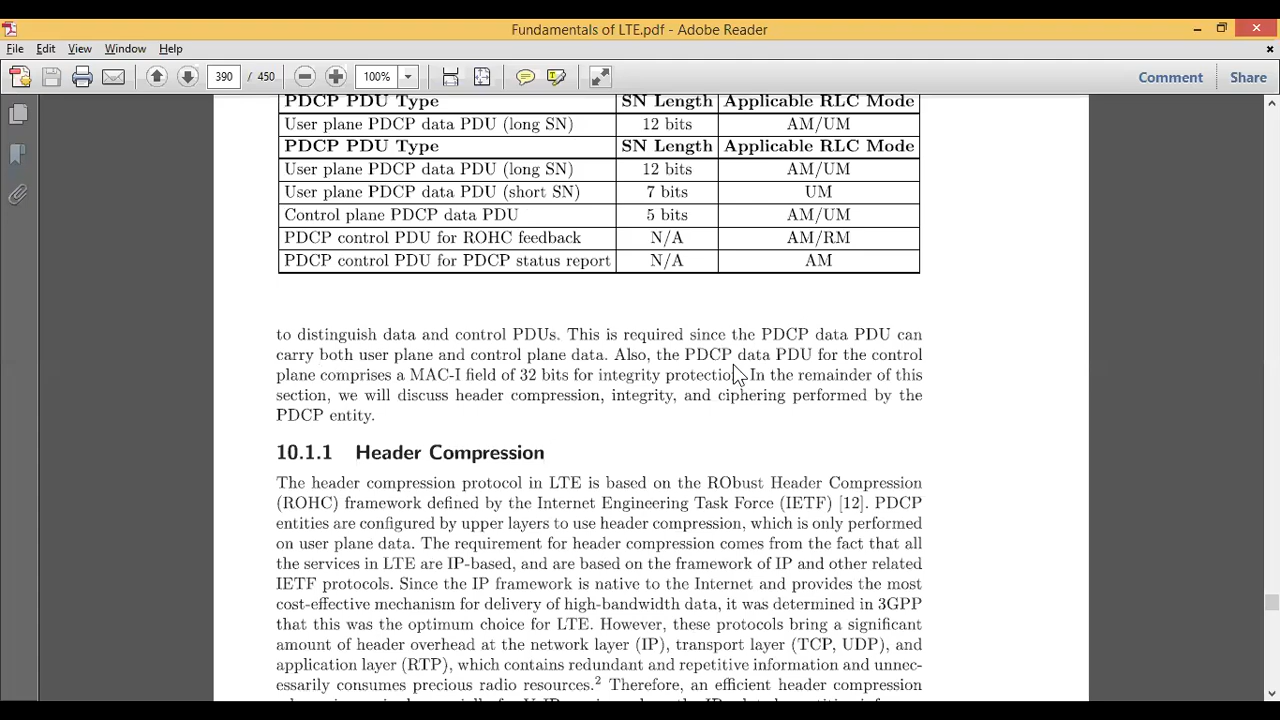 Fundamentals of LTE.pdf - Adobe Reader
File Edit View Window Help
390 / 450 100% Comment Share
PDCP PDU Type SN Length Applicable RLC Mode
User plane PDCP data PDU (long SN) 12 bits AM/UM
PDCP PDU Type SN Length Applicable RLC Mode
User plane PDCP data PDU (long SN) 12 bits AM/UM
User plane PDCP data PDU (short SN) 7 bits UM
Control plane PDCP data PDU 5 bits AM/UM
PDCP control PDU for ROHC feedback N/A AM/RM
PDCP control PDU for PDCP status report N/A AM
to distinguish data and control PDUs. This is required since the PDCP data PDU can
carry both user plane and control plane data. Also, the PDCP data PDU for the control
plane comprises a MAC-I field of 32 bits for integrity protection. In the remainder of this
section, we will discuss header compression, integrity, and ciphering performed by the
PDCP entity.
10.1.1 Header Compression
The header compression protocol in LTE is based on the RObust Header Compression
(ROHC) framework defined by the Internet Engineering Task Force (IETF) [12]. PDCP
entities are configured by upper layers to use header compression, which is only performed
on user plane data. The requirement for header compression comes from the fact that all
the services in LTE are IP-based, and are based on the framework of IP and other related
IETF protocols. Since the IP framework is native to the Internet and provides the most
cost-effective mechanism for delivery of high-bandwidth data, it was determined in 3GPP
that this was the optimum choice for LTE. However, these protocols bring a significant
amount of header overhead at the network layer (IP), transport layer (TCP, UDP), and
application layer (RTP), which contains redundant and repetitive information and unnec-
essarily consumes precious radio resources.2 Therefore, an efficient header compression